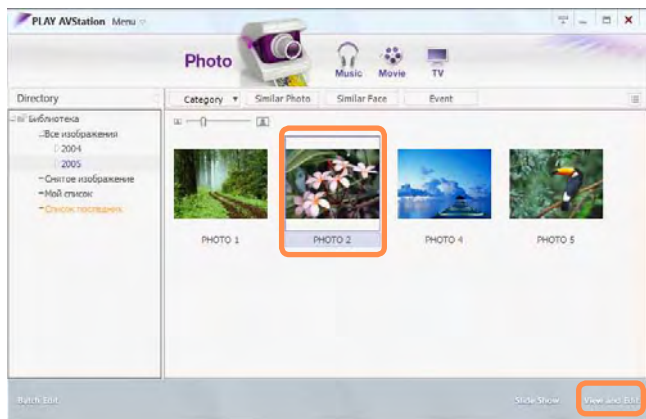 PLAY AVStation Menu
Photo
Music Movie TV
Directory
Category Similar Photo Similar Face Event
Библиотека
Все изображения
2004
2005
Снятое изображение
Мой список
Список последних
PHOTO 1 PHOTO 2 PHOTO 4 PHOTO 5
Batch Edit Slide Show View and Edit